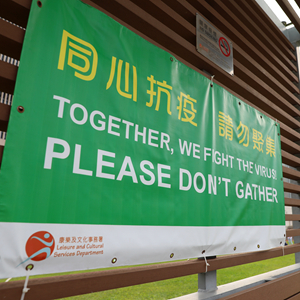 同心抗疫 請勿聚集
TOGETHER, WE FIGHT THE VIRUS
PLEASE DON'T GATHER
康樂及文化事務署
Leisure and Cultural
Services Department